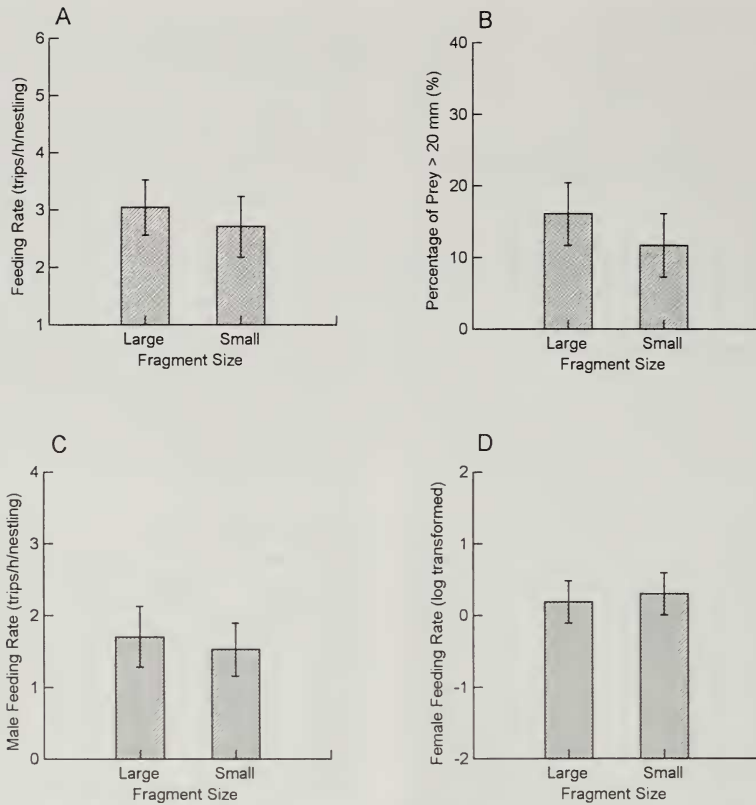 A
Feeding Rate (trips/h/nestling)
6
5
4
3
2
1
Large Small
Fragment Size
B
Percentage of Prey > 20 mm (%)
40
30
20
10
0
Large Small
Fragment Size
C
Male Feeding Rate (trips/h/nestling)
4
3
2
1
0
Large Small
Fragment Size
D
Female Feeding Rate (log transformed)
2
1
0
-1
-2
Large Small
Fragment Size